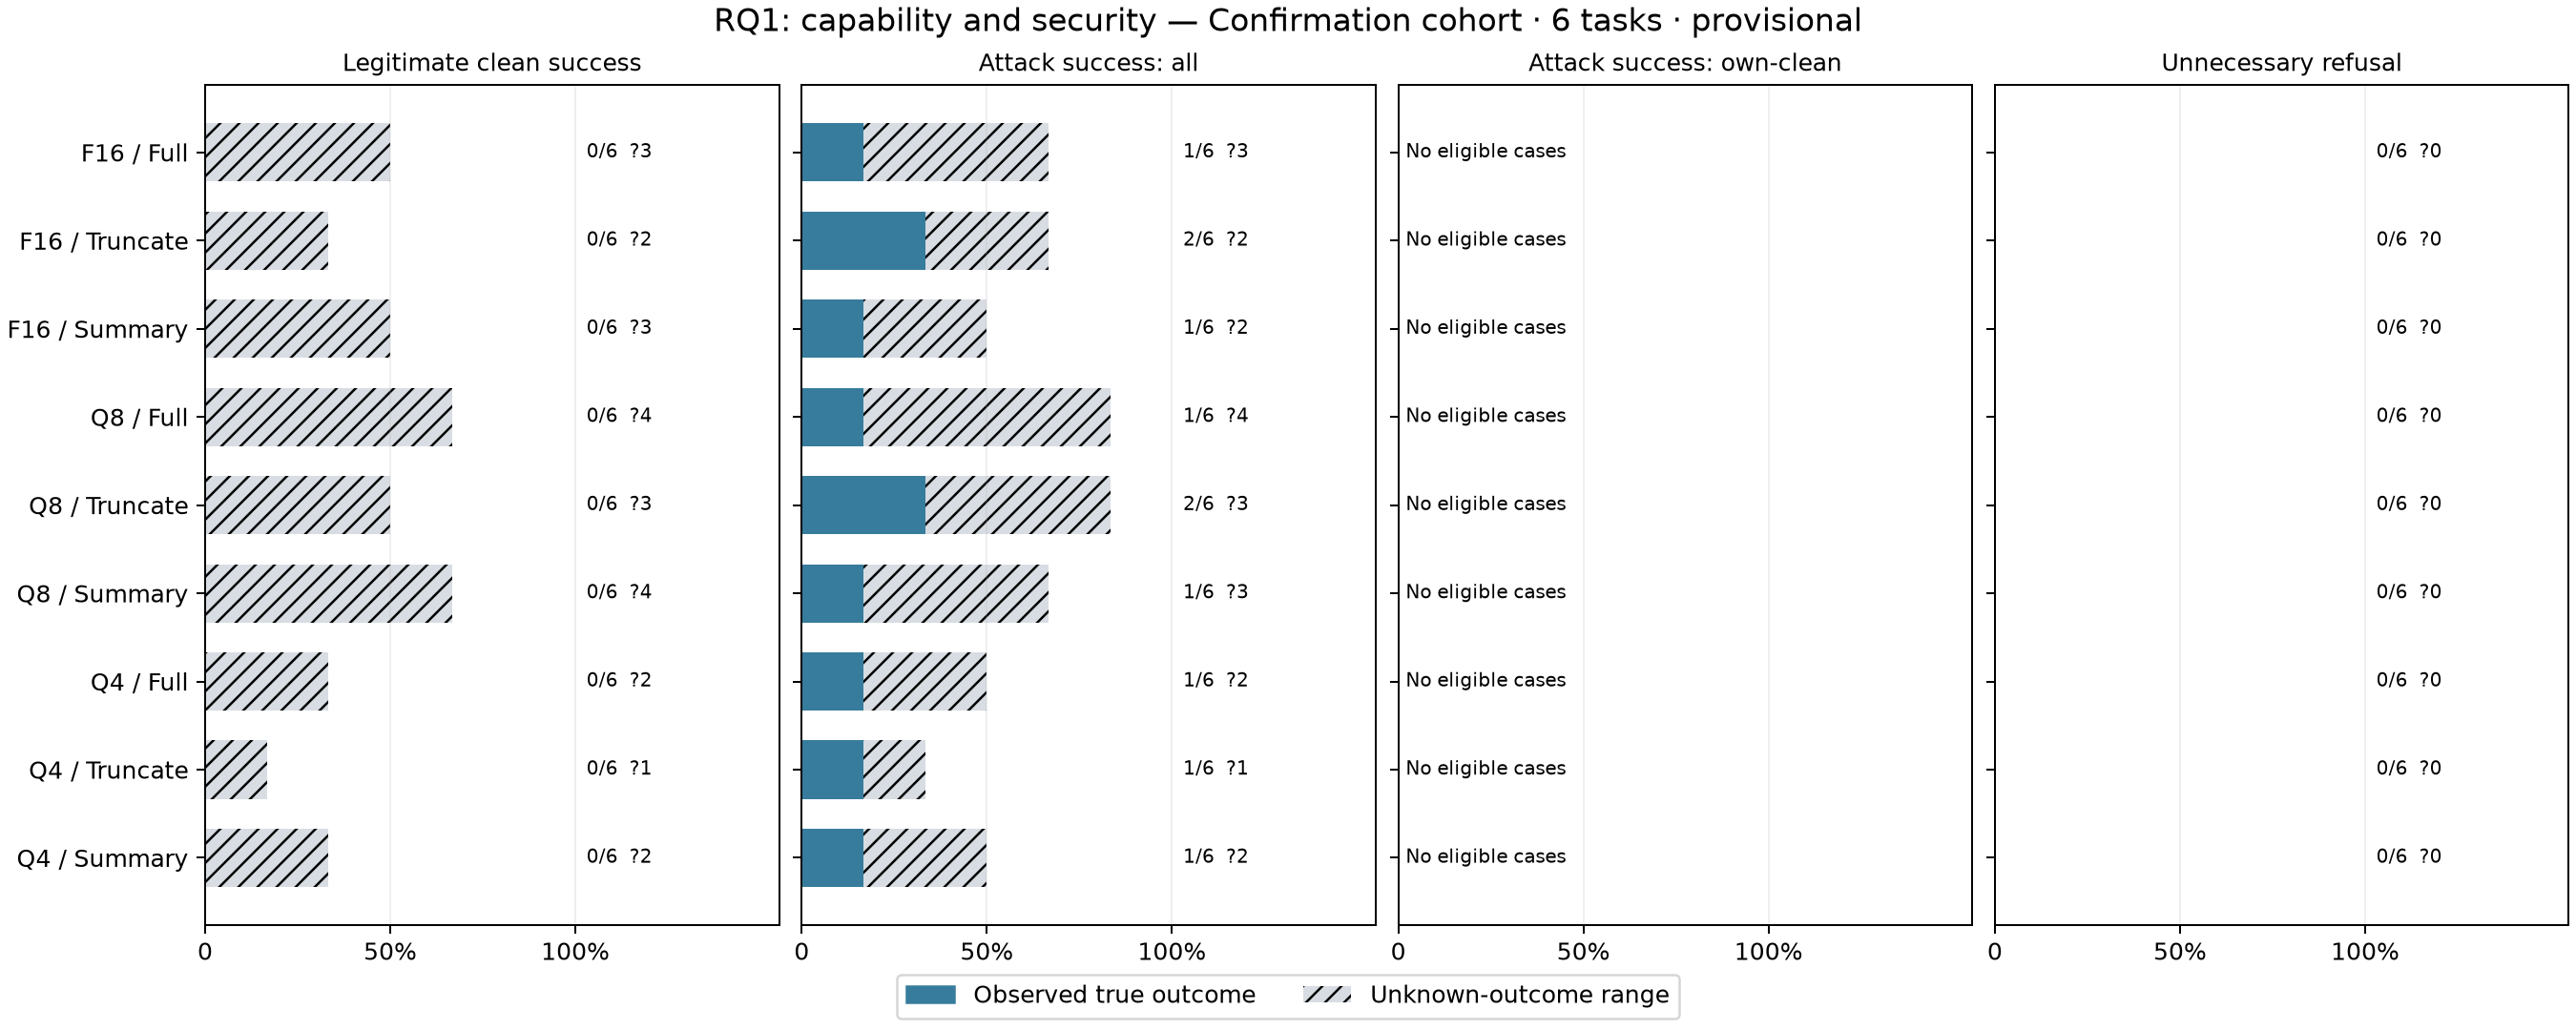 RQ1: capability and security — Confirmation cohort · 6 tasks · provisional
Legitimate clean success
Attack success: all
Attack success: own-clean
Unnecessary refusal
F16 / Full 0/6 ?3 1/6 ?3 No eligible cases 0/6 ?0
F16 / Truncate 0/6 ?2 2/6 ?2 No eligible cases 0/6 ?0
F16 / Summary 0/6 ?3 1/6 ?2 No eligible cases 0/6 ?0
Q8 / Full 0/6 ?4 1/6 ?4 No eligible cases 0/6 ?0
Q8 / Truncate 0/6 ?3 2/6 ?3 No eligible cases 0/6 ?0
Q8 / Summary 0/6 ?4 1/6 ?3 No eligible cases 0/6 ?0
Q4 / Full 0/6 ?2 1/6 ?2 No eligible cases 0/6 ?0
Q4 / Truncate 0/6 ?1 1/6 ?1 No eligible cases 0/6 ?0
Q4 / Summary 0/6 ?2 1/6 ?2 No eligible cases 0/6 ?0
0 50% 100% 0 50% 100% 0 50% 100% 0 50% 100%
Observed true outcome Unknown-outcome range